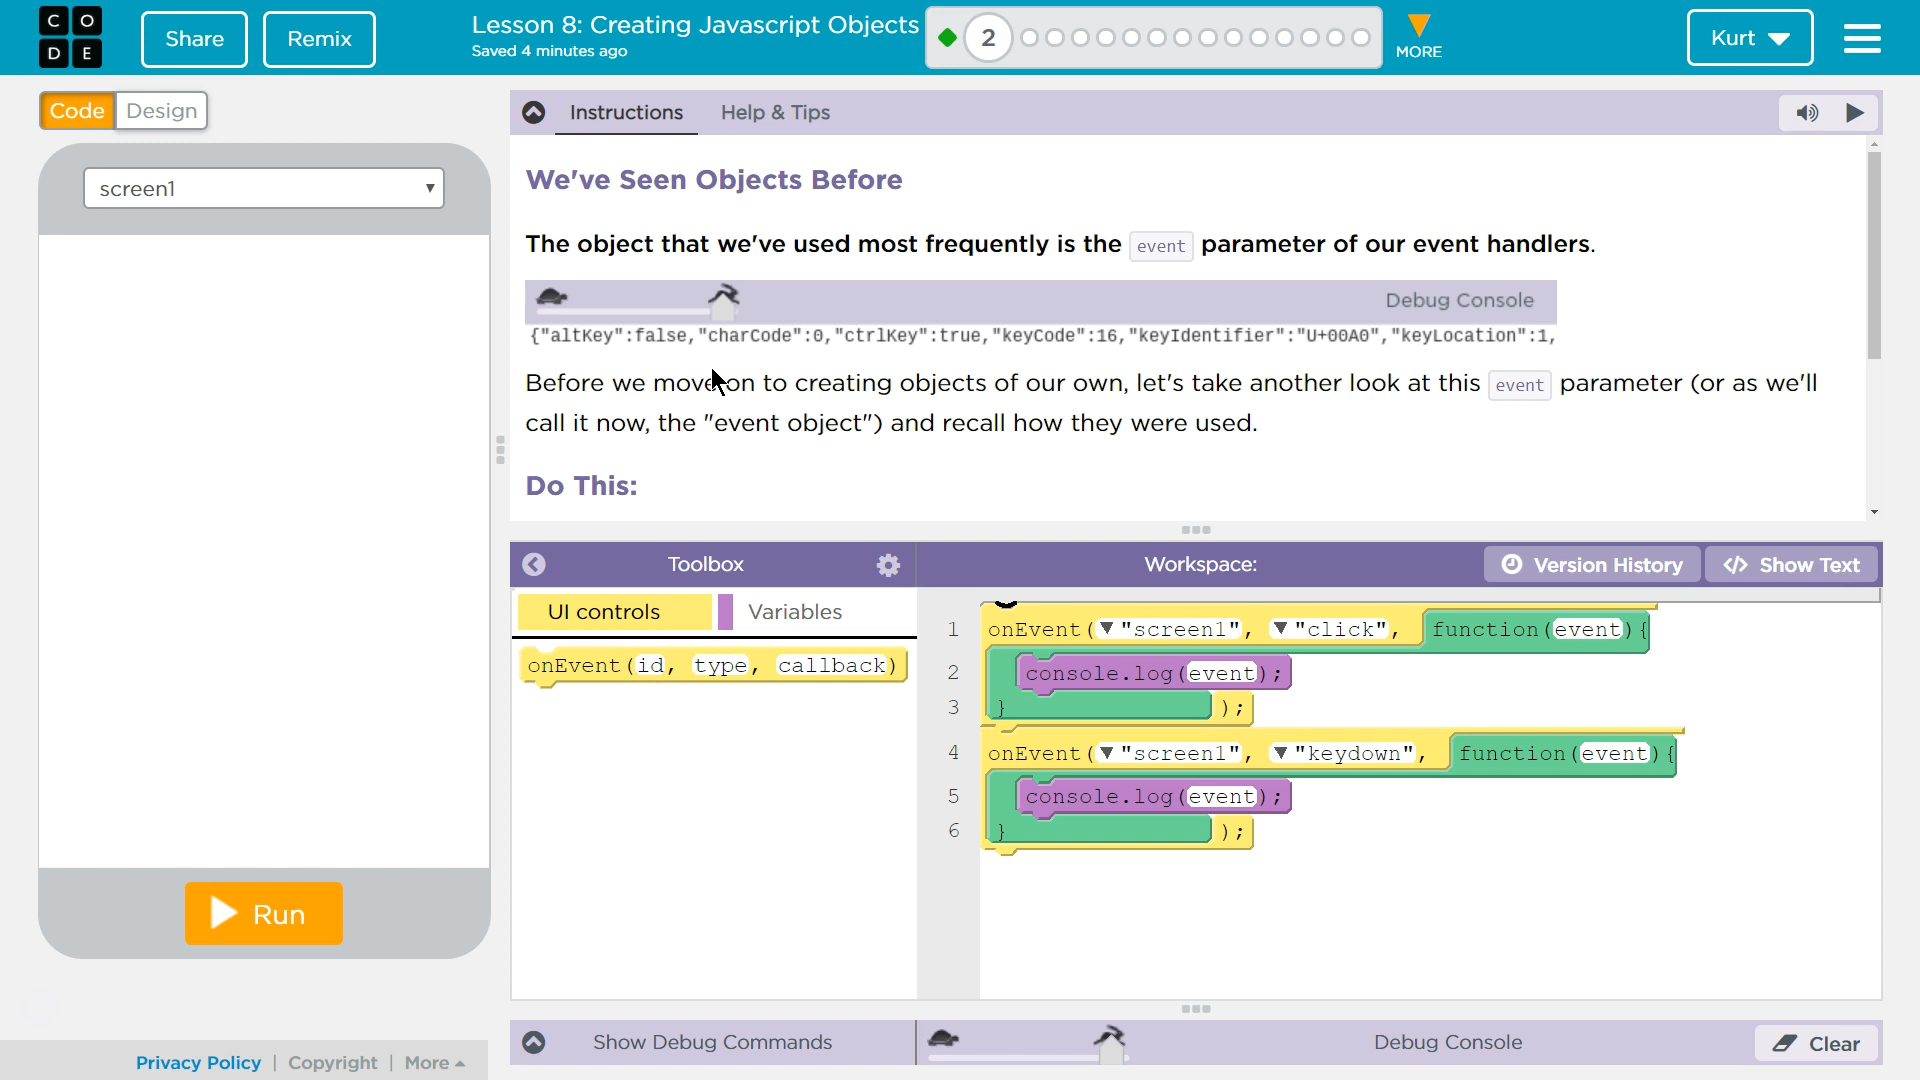 CODE
Share
Remix
Lesson 8: Creating Javascript Objects
Saved 4 minutes ago
2
MORE
Kurt
Code
Design
screen1
Run
Instructions
Help & Tips
We've Seen Objects Before
The object that we've used most frequently is the event parameter of our event handlers.
Debug Console
{"altKey":false,"charCode":0,"ctrlKey":true,"keyCode":16,"keyIdentifier":"U+00A0","keyLocation":1,
Before we move on to creating objects of our own, let's take another look at this event parameter (or as we'll
call it now, the "event object") and recall how they were used.
Do This:
Toolbox
Workspace:
Version History
</> Show Text
UI controls
Variables
onEvent(id, type, callback)
1 onEvent("screen1", "click", function(event){
2 console.log(event);
3 } );
4 onEvent("screen1", "keydown", function(event){
5 console.log(event);
6 } );
Show Debug Commands
Debug Console
Clear
Privacy Policy | Copyright | More